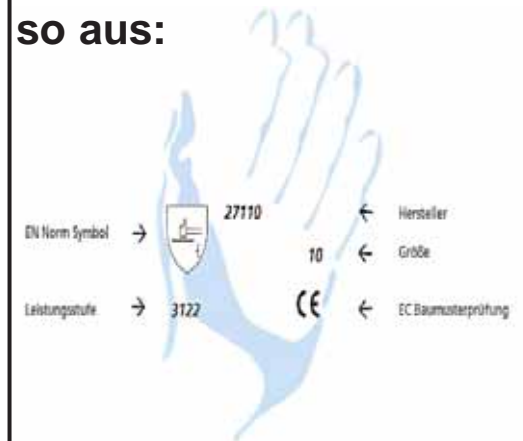 so aus:
27110 ← Hersteller
EN Norm Symbol →
10 ← Größe
Leistungsstufe → 3122
CE ← EC Baumusterprüfung